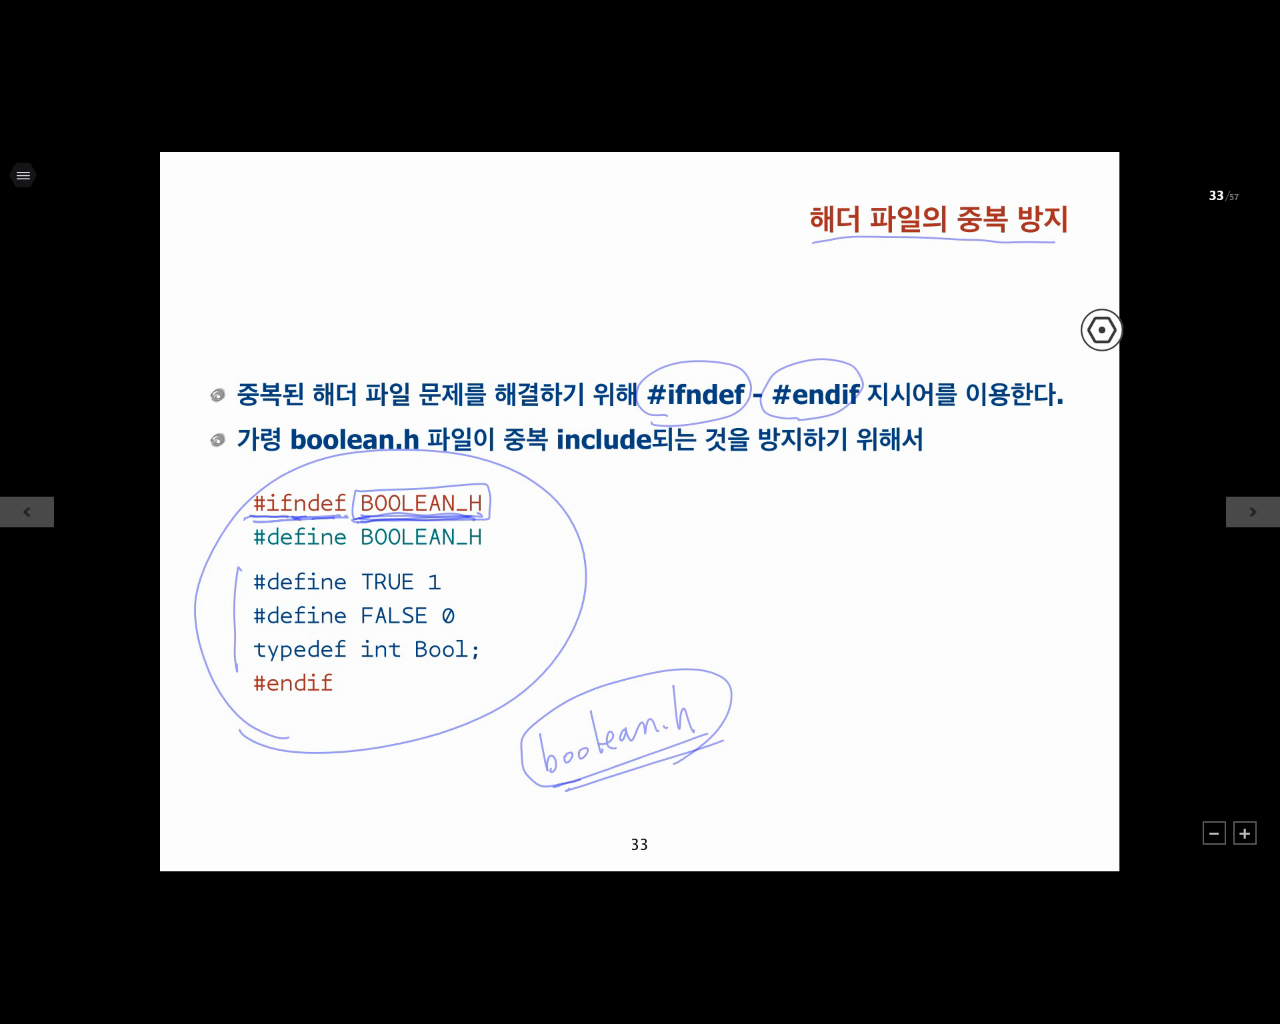 33/57
해더 파일의 중복 방지
중복된 해더 파일 문제를 해결하기 위해 #ifndef - #endif 지시어를 이용한다.
가령 boolean.h 파일이 중복 include되는 것을 방지하기 위해서
#ifndef BOOLEAN_H
#define BOOLEAN_H
#define TRUE 1
#define FALSE 0
typedef int Bool;
#endif
boolean.h
33